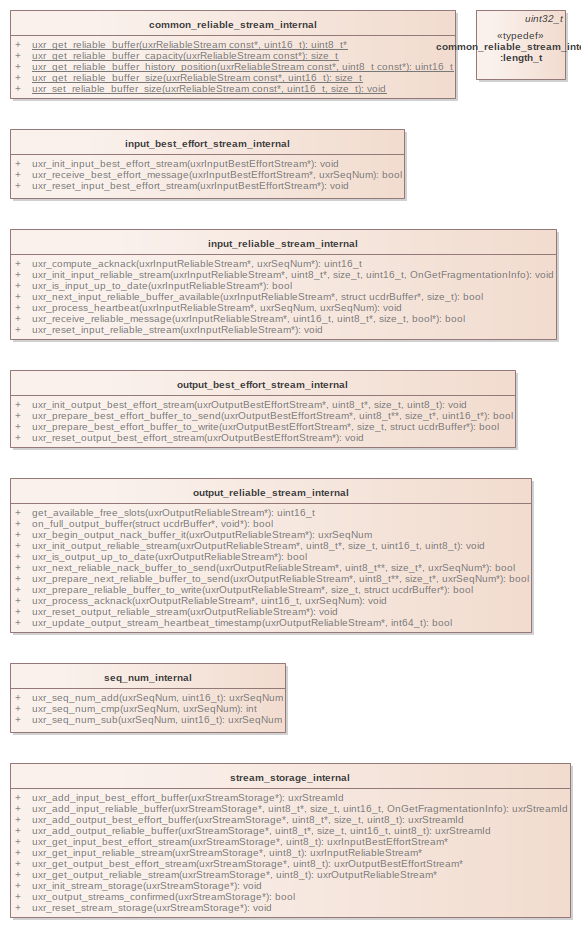 common_reliable_stream_internal
+ uxr_get_reliable_buffer(uxrReliableStream const*, uint16_t): uint8_t*
+ uxr_get_reliable_buffer_capacity(uxrReliableStream const*): size_t
+ uxr_get_reliable_buffer_history_position(uxrReliableStream const*, uint8_t const*): uint16_t
+ uxr_get_reliable_buffer_size(uxrReliableStream const*, uint16_t): size_t
+ uxr_set_reliable_buffer_size(uxrReliableStream const*, uint16_t, size_t): void
uint32_t
«typedef»
common_reliable_stream_inte
:length_t
input_best_effort_stream_internal
+ uxr_init_input_best_effort_stream(uxrInputBestEffortStream*): void
+ uxr_receive_best_effort_message(uxrInputBestEffortStream*, uxrSeqNum): bool
+ uxr_reset_input_best_effort_stream(uxrInputBestEffortStream*): void
input_reliable_stream_internal
+ uxr_compute_acknack(uxrInputReliableStream*, uxrSeqNum*): uint16_t
+ uxr_init_input_reliable_stream(uxrInputReliableStream*, uint8_t*, size_t, uint16_t, OnGetFragmentationInfo): void
+ uxr_is_input_up_to_date(uxrInputReliableStream*): bool
+ uxr_next_input_reliable_buffer_available(uxrInputReliableStream*, struct ucdrBuffer*, size_t): bool
+ uxr_process_heartbeat(uxrInputReliableStream*, uxrSeqNum, uxrSeqNum): void
+ uxr_receive_reliable_message(uxrInputReliableStream*, uint16_t, uint8_t*, size_t, bool*): bool
+ uxr_reset_input_reliable_stream(uxrInputReliableStream*): void
output_best_effort_stream_internal
+ uxr_init_output_best_effort_stream(uxrOutputBestEffortStream*, uint8_t*, size_t, uint8_t): void
+ uxr_prepare_best_effort_buffer_to_send(uxrOutputBestEffortStream*, uint8_t**, size_t*, uint16_t*): bool
+ uxr_prepare_best_effort_buffer_to_write(uxrOutputBestEffortStream*, size_t, struct ucdrBuffer*): bool
+ uxr_reset_output_best_effort_stream(uxrOutputBestEffortStream*): void
output_reliable_stream_internal
+ get_available_free_slots(uxrOutputReliableStream*): uint16_t
+ on_full_output_buffer(struct ucdrBuffer*, void*): bool
+ uxr_begin_output_nack_buffer_it(uxrOutputReliableStream*): uxrSeqNum
+ uxr_init_output_reliable_stream(uxrOutputReliableStream*, uint8_t*, size_t, uint16_t, uint8_t): void
+ uxr_is_output_up_to_date(uxrOutputReliableStream*): bool
+ uxr_next_reliable_nack_buffer_to_send(uxrOutputReliableStream*, uint8_t**, size_t*, uxrSeqNum*): bool
+ uxr_prepare_next_reliable_buffer_to_send(uxrOutputReliableStream*, uint8_t**, size_t*, uxrSeqNum*): bool
+ uxr_prepare_reliable_buffer_to_write(uxrOutputReliableStream*, size_t, struct ucdrBuffer*): bool
+ uxr_process_acknack(uxrOutputReliableStream*, uint16_t, uxrSeqNum): void
+ uxr_reset_output_reliable_stream(uxrOutputReliableStream*): void
+ uxr_update_output_stream_heartbeat_timestamp(uxrOutputReliableStream*, int64_t): bool
seq_num_internal
+ uxr_seq_num_add(uxrSeqNum, uint16_t): uxrSeqNum
+ uxr_seq_num_cmp(uxrSeqNum, uxrSeqNum): int
+ uxr_seq_num_sub(uxrSeqNum, uint16_t): uxrSeqNum
stream_storage_internal
+ uxr_add_input_best_effort_buffer(uxrStreamStorage*): uxrStreamId
+ uxr_add_input_reliable_buffer(uxrStreamStorage*, uint8_t*, size_t, uint16_t, OnGetFragmentationInfo): uxrStreamId
+ uxr_add_output_best_effort_buffer(uxrStreamStorage*, uint8_t*, size_t, uint8_t): uxrStreamId
+ uxr_add_output_reliable_buffer(uxrStreamStorage*, uint8_t*, size_t, uint16_t, uint8_t): uxrStreamId
+ uxr_get_input_best_effort_stream(uxrStreamStorage*, uint8_t): uxrInputBestEffortStream*
+ uxr_get_input_reliable_stream(uxrStreamStorage*, uint8_t): uxrInputReliableStream*
+ uxr_get_output_best_effort_stream(uxrStreamStorage*, uint8_t): uxrOutputBestEffortStream*
+ uxr_get_output_reliable_stream(uxrStreamStorage*, uint8_t): uxrOutputReliableStream*
+ uxr_init_stream_storage(uxrStreamStorage*): void
+ uxr_output_streams_confirmed(uxrStreamStorage*): bool
+ uxr_reset_stream_storage(uxrStreamStorage*): void